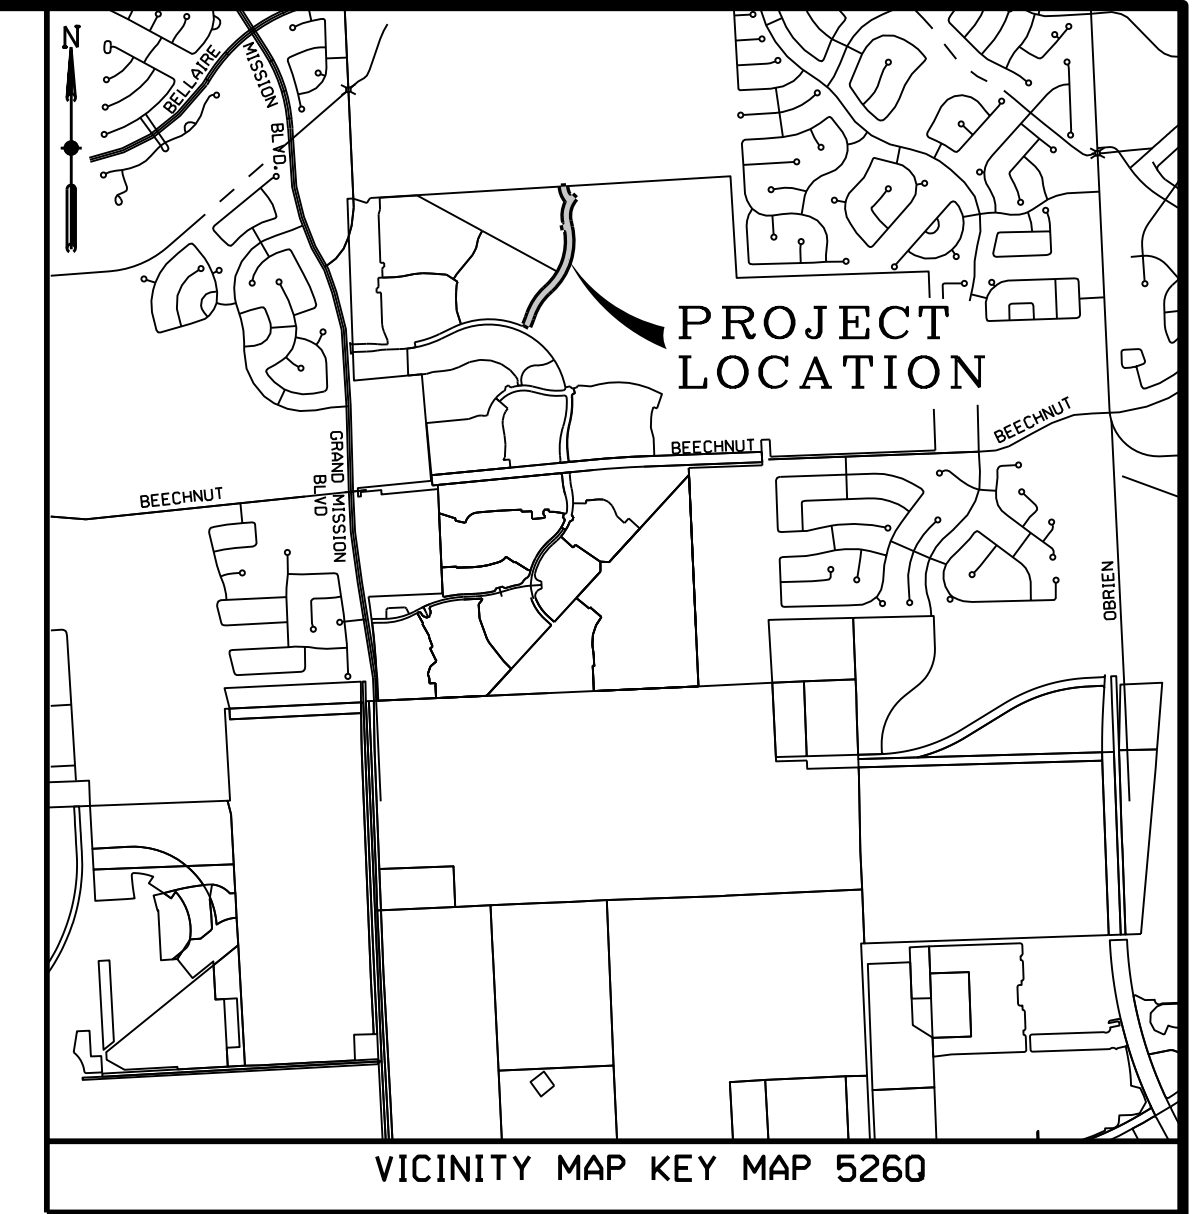 N
BELLAIRE
MISSION BLVD.
PROJECT
LOCATION
BEECHNUT
BEECHNUT
GRAND MISSION
BLVD
BEECHNUT
OBRIEN
VICINITY MAP KEY MAP 526Q